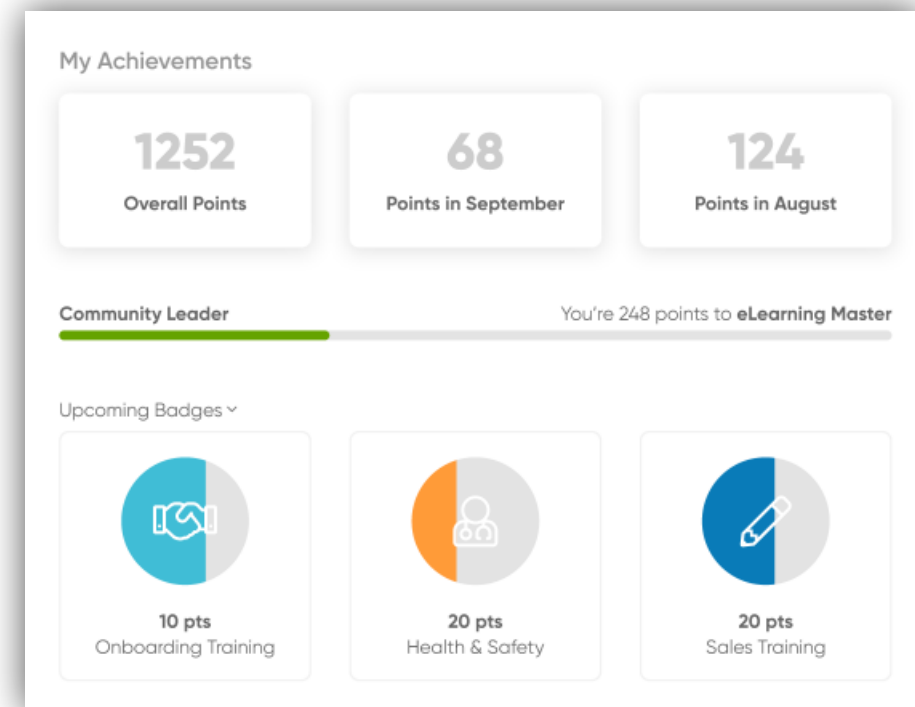 My Achievements
1252
Overall Points
68
Points in September
124
Points in August
Community Leader
You're 248 points to eLearning Master
Upcoming Badges
10 pts
Onboarding Training
20 pts
Health & Safety
20 pts
Sales Training